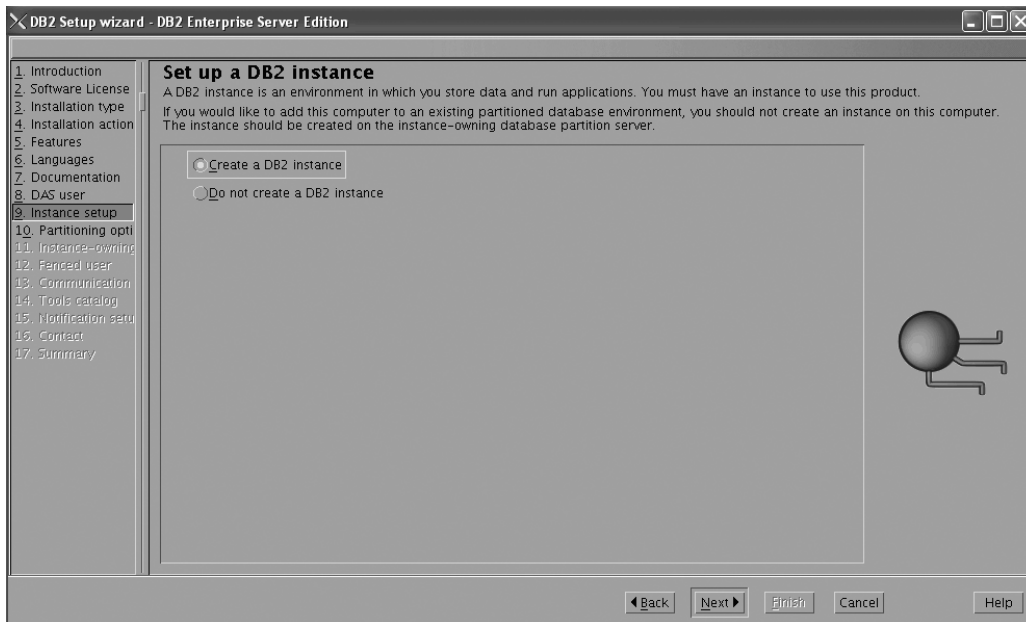 DB2 Setup wizard - DB2 Enterprise Server Edition
1. Introduction
2. Software License
3. Installation type
4. Installation action
5. Features
6. Languages
7. Documentation
8. DAS user
9. Instance setup
10. Partitioning opti
11. Instance-owning
12. Fenced user
13. Communication
14. Tools catalog
15. Notification setu
16. Contact
17. Summary
Set up a DB2 instance
A DB2 instance is an environment in which you store data and run applications. You must have an instance to use this product.
If you would like to add this computer to an existing partitioned database environment, you should not create an instance on this computer.
The instance should be created on the instance-owning database partition server.
Create a DB2 instance
Do not create a DB2 instance
Back Next Finish Cancel Help